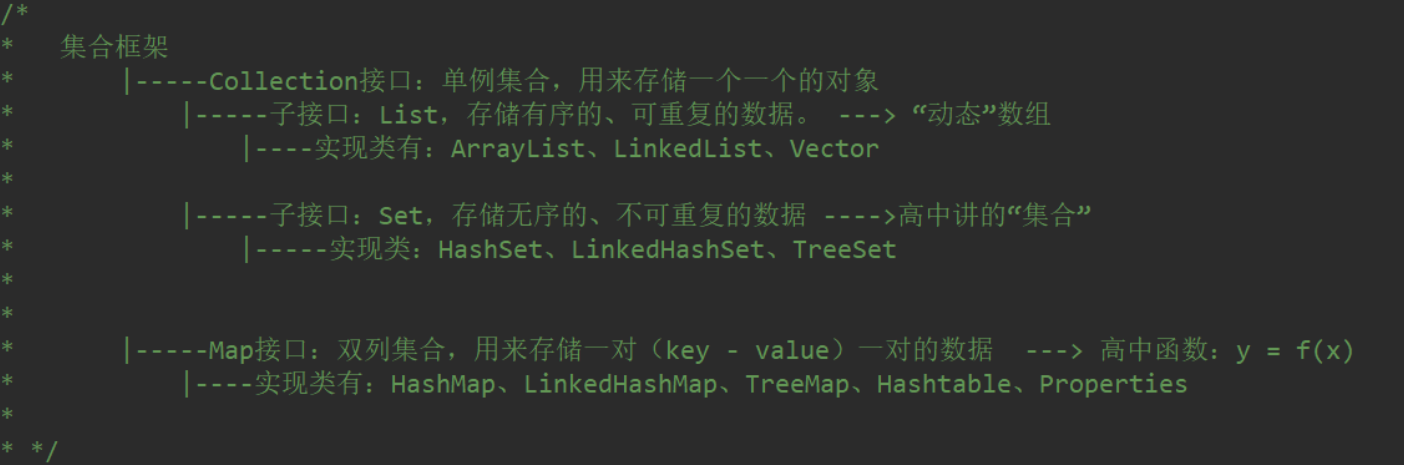 /*
*   集合框架
*       |-----Collection接口：单例集合，用来存储一个一个的对象
*           |-----子接口：List，存储有序的、可重复的数据。 ---> “动态”数组
*               |----实现类有：ArrayList、LinkedList、Vector
*
*           |-----子接口：Set，存储无序的、不可重复的数据 ---->高中讲的“集合”
*               |-----实现类：HashSet、LinkedHashSet、TreeSet
*
*
*       |-----Map接口：双列集合，用来存储一对（key - value）一对的数据  ---> 高中函数：y = f(x)
*           |----实现类有：HashMap、LinkedHashMap、TreeMap、Hashtable、Properties
*
* */